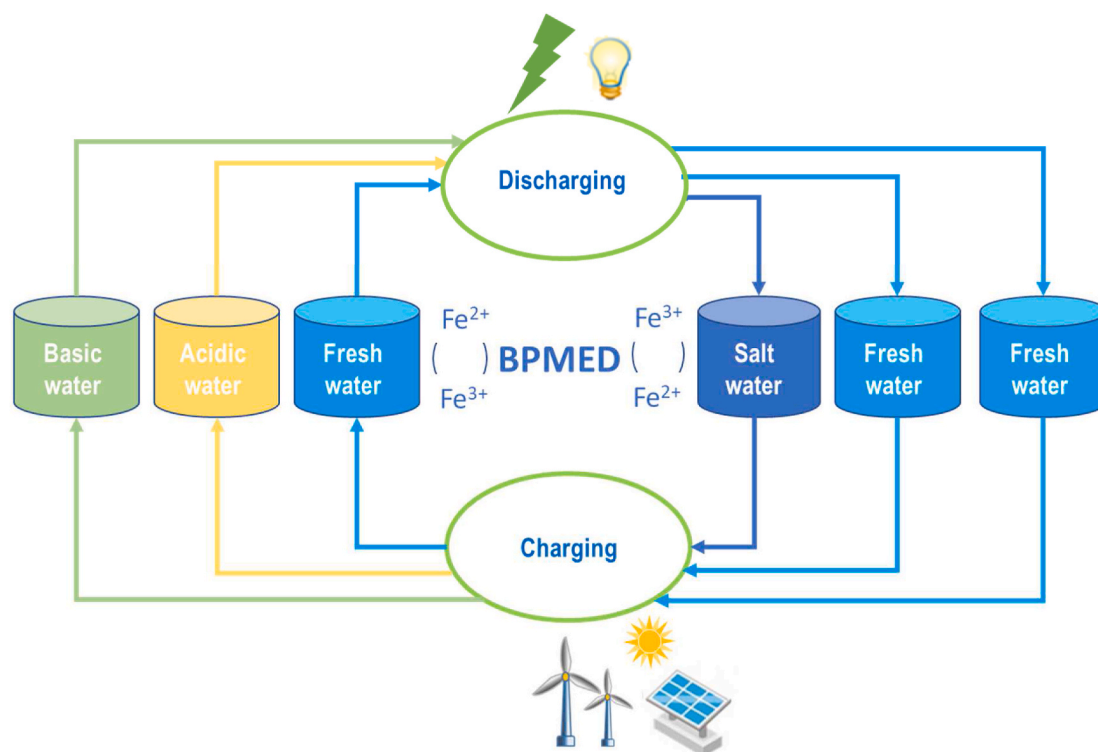 Discharging
Basic
water
Acidic
water
Fresh
water
Fe²⁺
Fe³⁺
BPMED
Fe³⁺
Fe²⁺
Salt
water
Fresh
water
Fresh
water
Charging